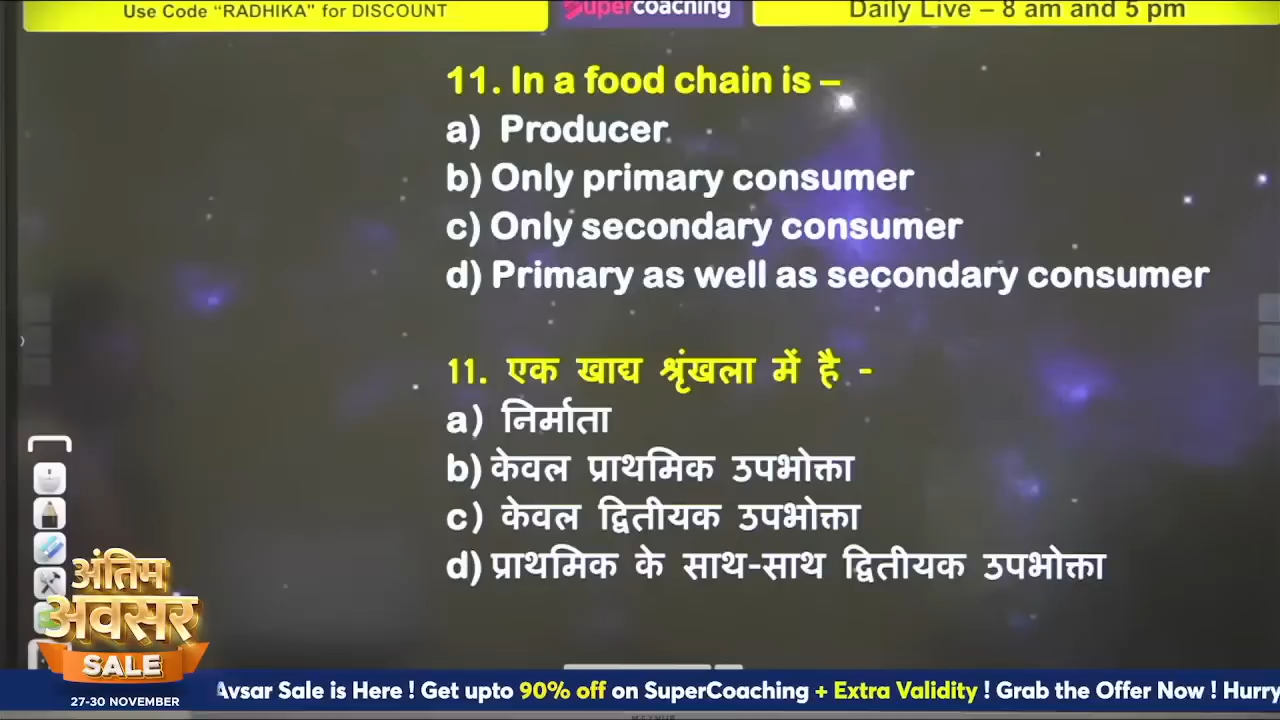 Use Code “RADHIKA” for DISCOUNT
Supercoaching
Daily Live – 8 am and 5 pm
11. In a food chain is –
a) Producer
b) Only primary consumer
c) Only secondary consumer
d) Primary as well as secondary consumer
11. एक खाद्य श्रृंखला में है -
a) निर्माता
b) केवल प्राथमिक उपभोक्ता
c) केवल द्वितीयक उपभोक्ता
d) प्राथमिक के साथ-साथ द्वितीयक उपभोक्ता
अंतिम
अवसर
SALE
27-30 NOVEMBER
Avsar Sale is Here ! Get upto 90% off on SuperCoaching + Extra Validity ! Grab the Offer Now ! Hurry